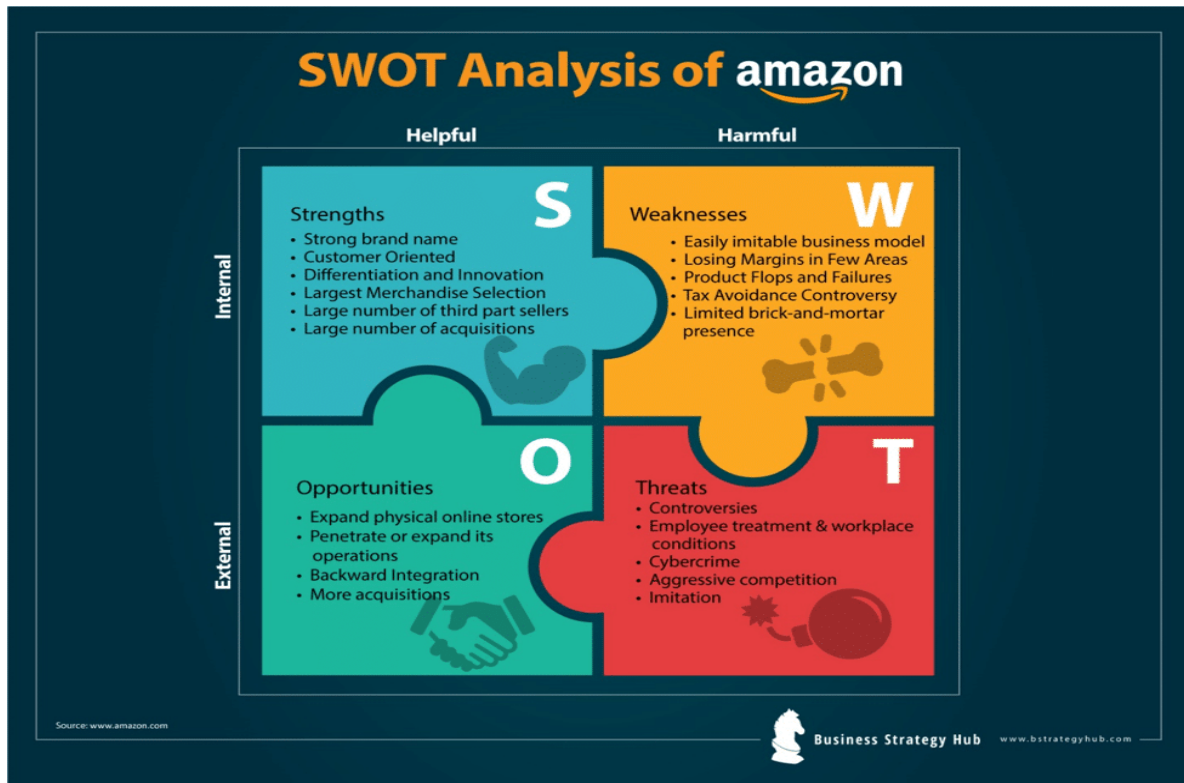 SWOT Analysis of amazon
Helpful
Harmful
Internal
S
Strengths
• Strong brand name
• Customer Oriented
• Differentiation and Innovation
• Largest Merchandise Selection
• Large number of third part sellers
• Large number of acquisitions
W
Weaknesses
• Easily imitable business model
• Losing Margins in Few Areas
• Product Flops and Failures
• Tax Avoidance Controversy
• Limited brick-and-mortar
presence
External
O
Opportunities
• Expand physical online stores
• Penetrate or expand its
operations
• Backward Integration
• More acquisitions
T
Threats
• Controversies
• Employee treatment & workplace
conditions
• Cybercrime
• Aggressive competition
• Imitation
Source: www.amazon.com
Business Strategy Hub
www.bstrategyhub.com